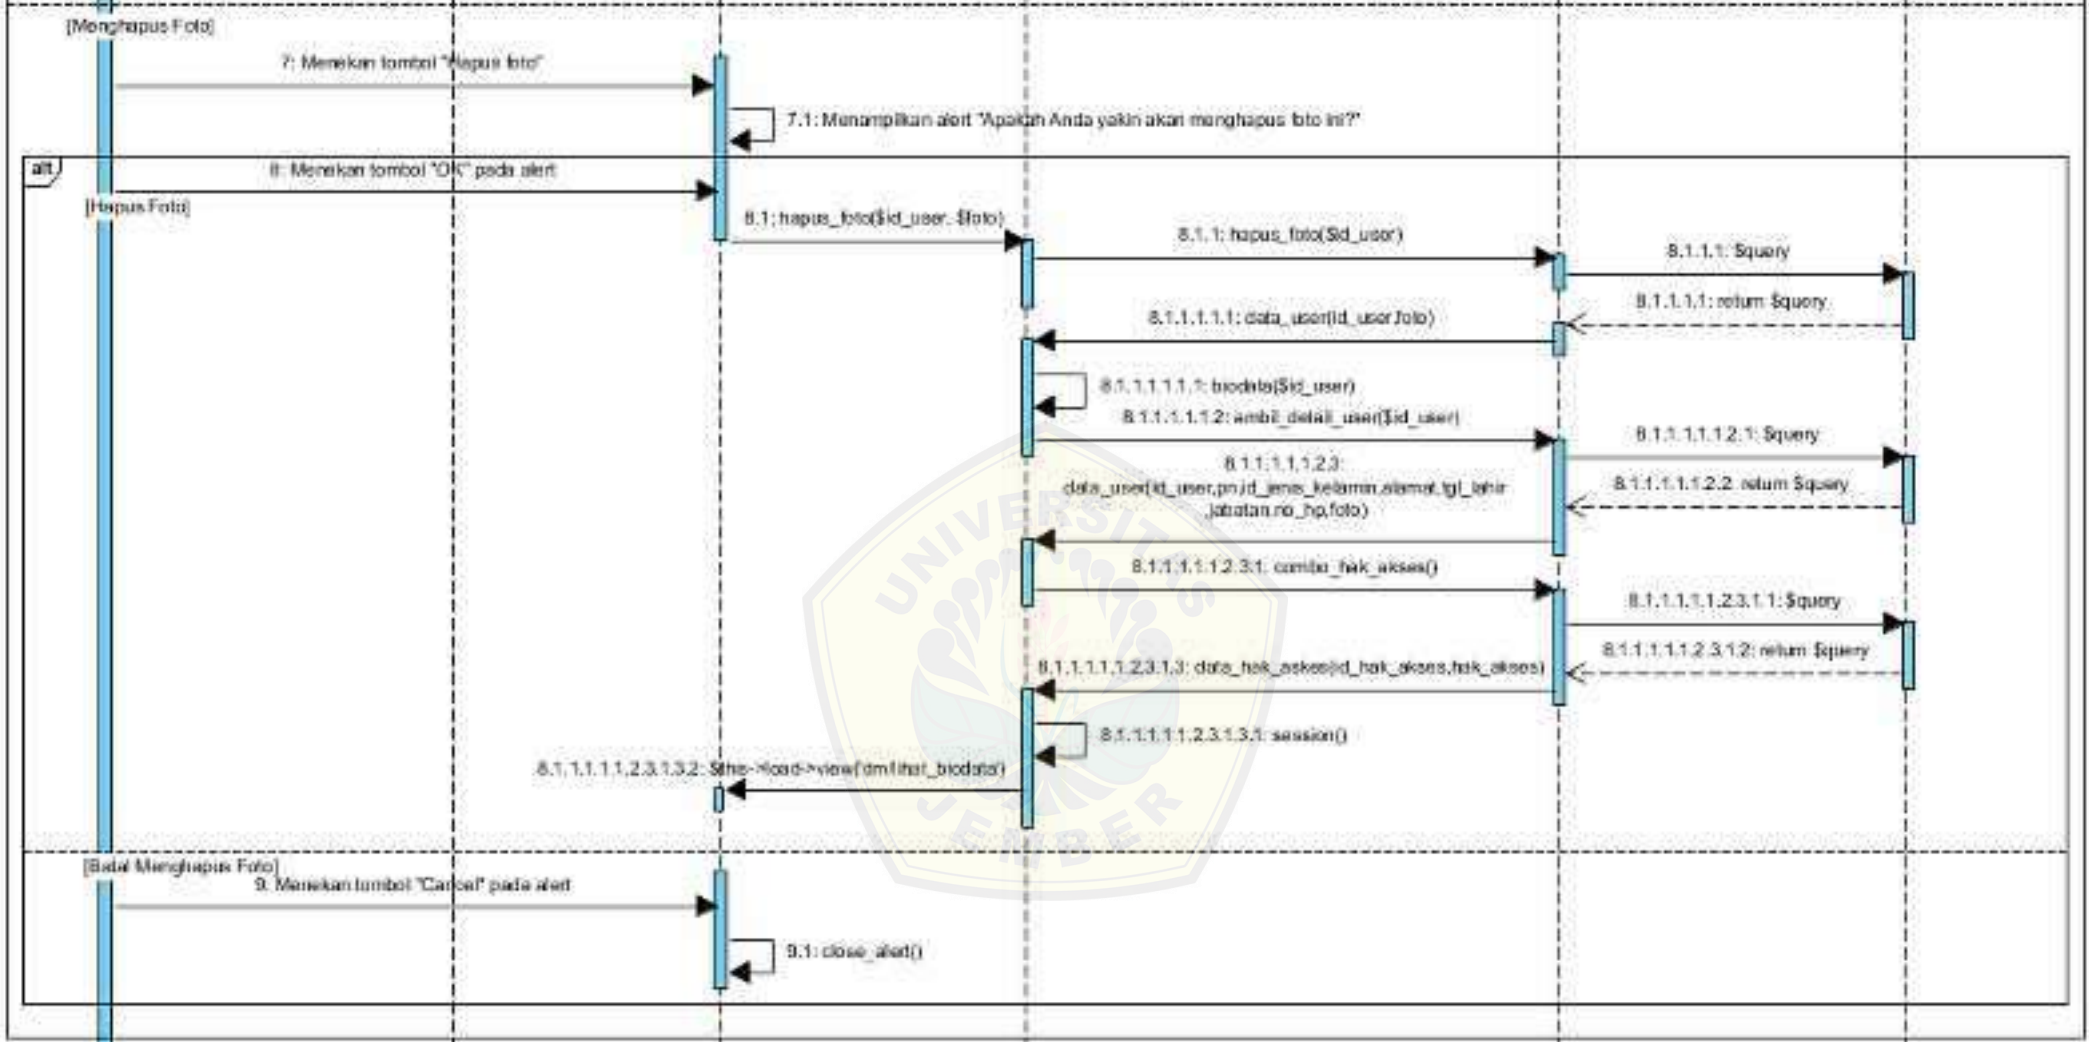 [Menghapus Foto]
7: Menekan tombol "Hapus foto"
7.1: Menampilkan alert "Apakah Anda yakin akan menghapus foto ini?"
alt
8: Menekan tombol "OK" pada alert
[Hapus Foto]
8.1: hapus_foto($id_user, $foto)
8.1.1: hapus_foto($id_user)
8.1.1.1: $query
8.1.1.1.1: return $query
8.1.1.1.1.1: data_user(id_user,foto)
8.1.1.1.1.1.1: biodata($id_user)
8.1.1.1.1.1.2: ambil_detail_user($id_user)
8.1.1.1.1.1.2.1: $query
8.1.1.1.1.1.2.2: return $query
8.1.1.1.1.1.2.3:
data_user(id_user,pn,id_jenis_kelamin,alamat,tgl_lahir
,jabatan,no_hp,foto)
8.1.1.1.1.1.2.3.1: combo_hak_akses()
8.1.1.1.1.1.2.3.1.1: $query
8.1.1.1.1.1.2.3.1.2: return $query
8.1.1.1.1.1.2.3.1.3: data_hak_askes(id_hak_akses,hak_akses)
8.1.1.1.1.1.2.3.1.3.1: session()
8.1.1.1.1.1.2.3.1.3.2: $this->load->view('dm/lihat_biodata')
[Batal Menghapus Foto]
9: Menekan tombol "Cancel" pada alert
9.1: close_alert()
UNIVERSITAS
JEMBER